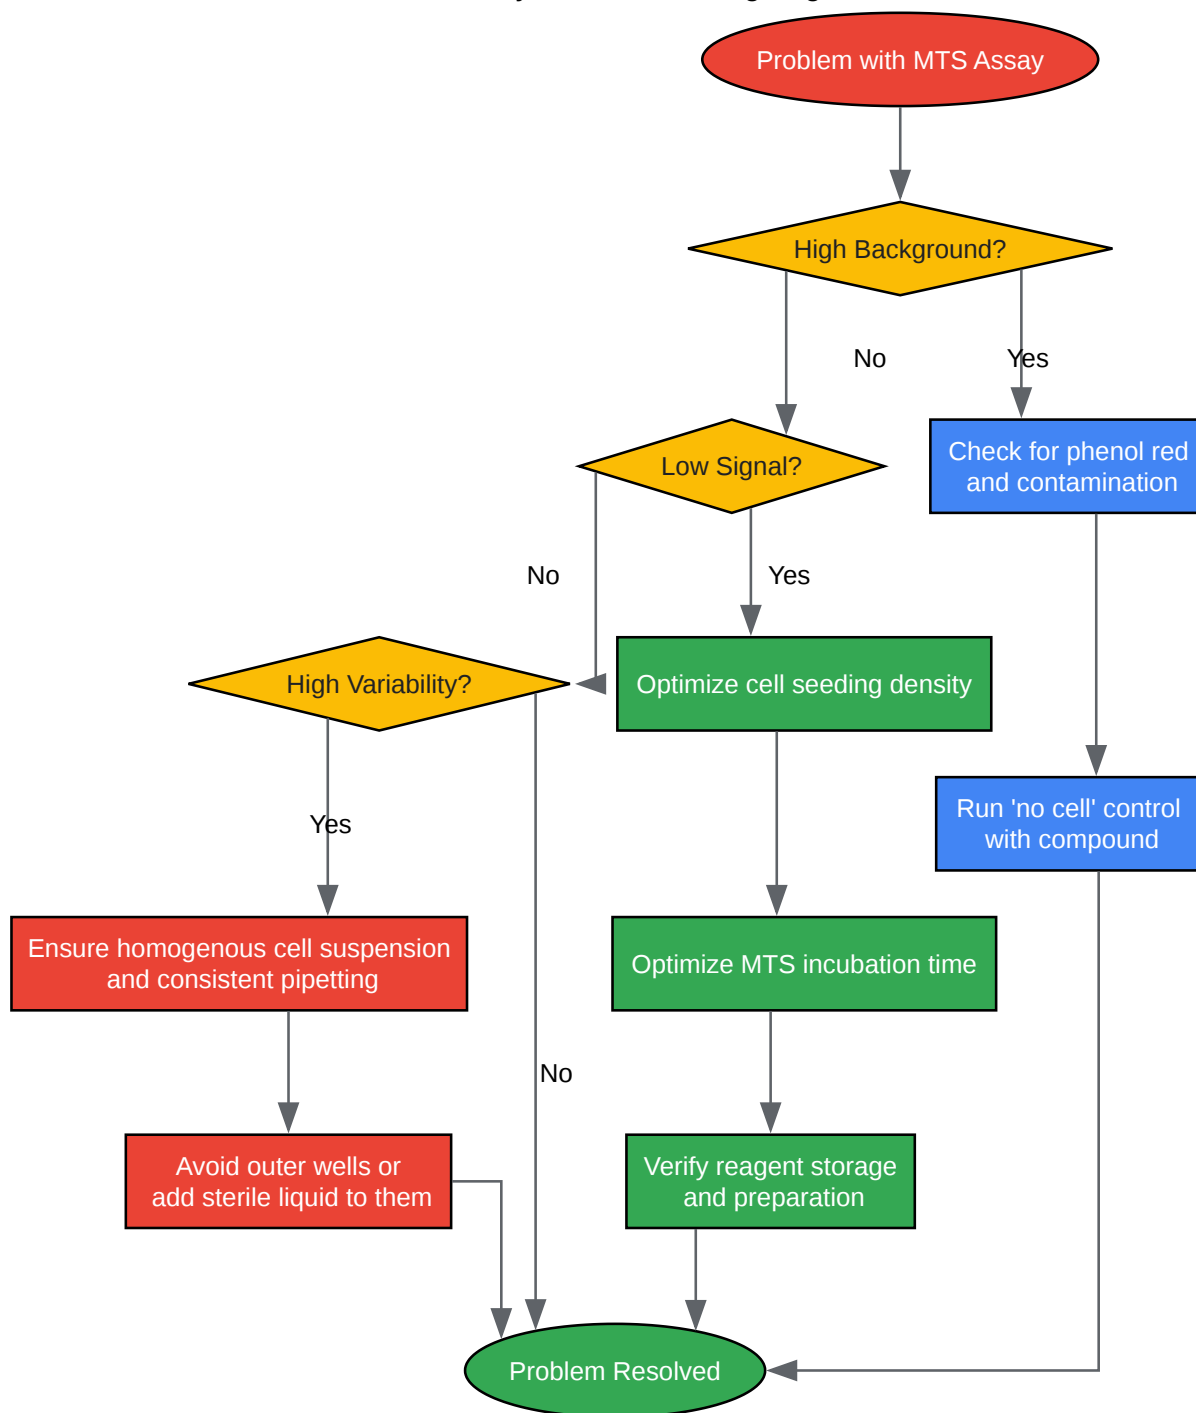 Problem with MTS Assay
High Background?
No
Yes
Low Signal?
Check for phenol red
and contamination
No
Yes
High Variability?
Optimize cell seeding density
Yes
Run 'no cell' control
with compound
Ensure homogenous cell suspension
and consistent pipetting
Optimize MTS incubation time
No
Avoid outer wells or
add sterile liquid to them
Verify reagent storage
and preparation
Problem Resolved